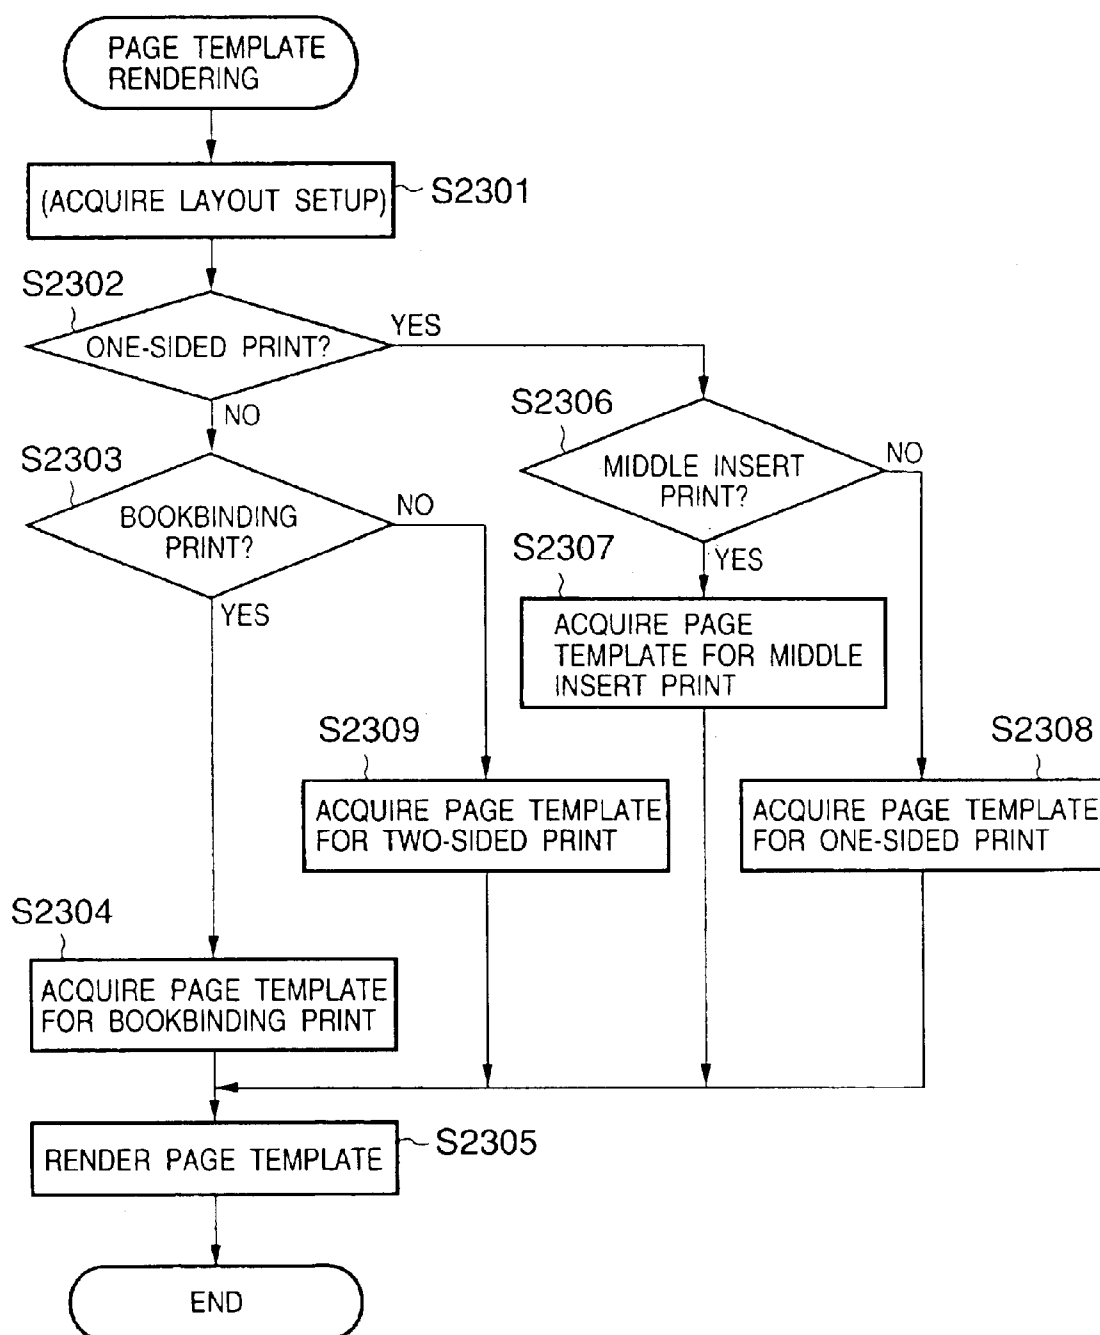 PAGE TEMPLATE
RENDERING
(ACQUIRE LAYOUT SETUP)
S2301
S2302
ONE-SIDED PRINT?
YES
NO
S2303
BOOKBINDING
PRINT?
NO
YES
S2306
MIDDLE INSERT
PRINT?
NO
YES
S2307
ACQUIRE PAGE
TEMPLATE FOR MIDDLE
INSERT PRINT
S2309
ACQUIRE PAGE TEMPLATE
FOR TWO-SIDED PRINT
S2308
ACQUIRE PAGE TEMPLATE
FOR ONE-SIDED PRINT
S2304
ACQUIRE PAGE TEMPLATE
FOR BOOKBINDING PRINT
RENDER PAGE TEMPLATE
S2305
END